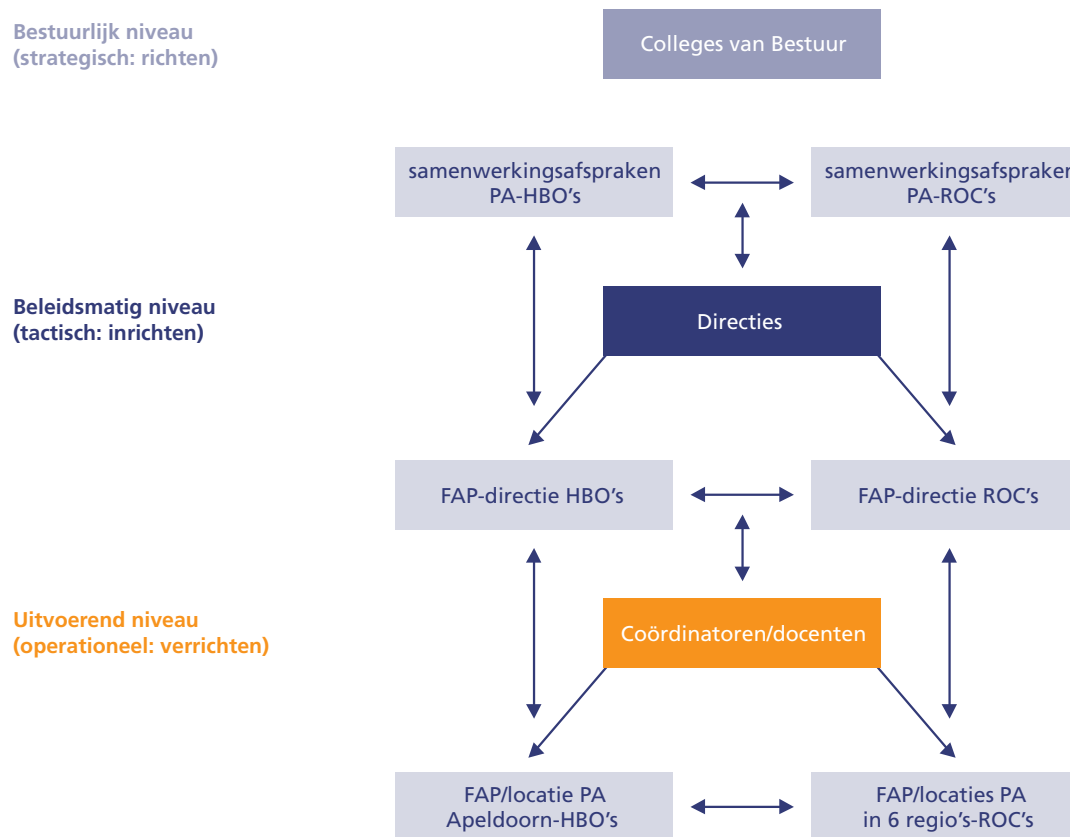 Bestuurlijk niveau
(strategisch: richten)
Colleges van Bestuur
samenwerkingsafspraken
PA-HBO's
samenwerkingsafspraken
PA-ROC's
Beleidsmatig niveau
(tactisch: inrichten)
Directies
FAP-directie HBO's
FAP-directie ROC's
Uitvoerend niveau
(operationeel: verrichten)
Coördinatoren/docenten
FAP/locatie PA
Apeldoorn-HBO's
FAP/locaties PA
in 6 regio's-ROC's